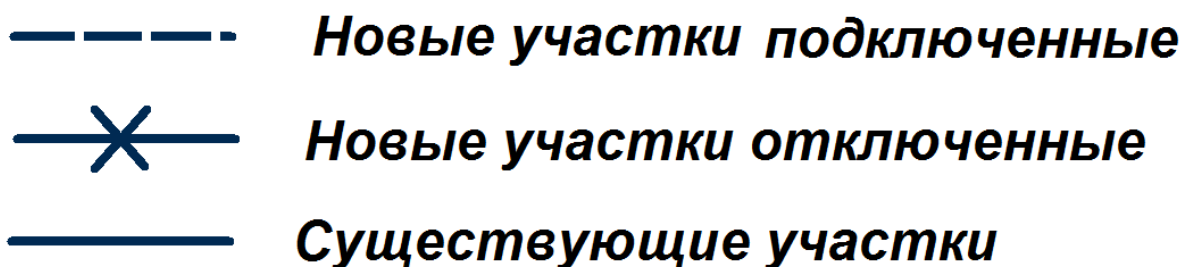 Новые участки подключенные
Новые участки отключенные
Существующие участки